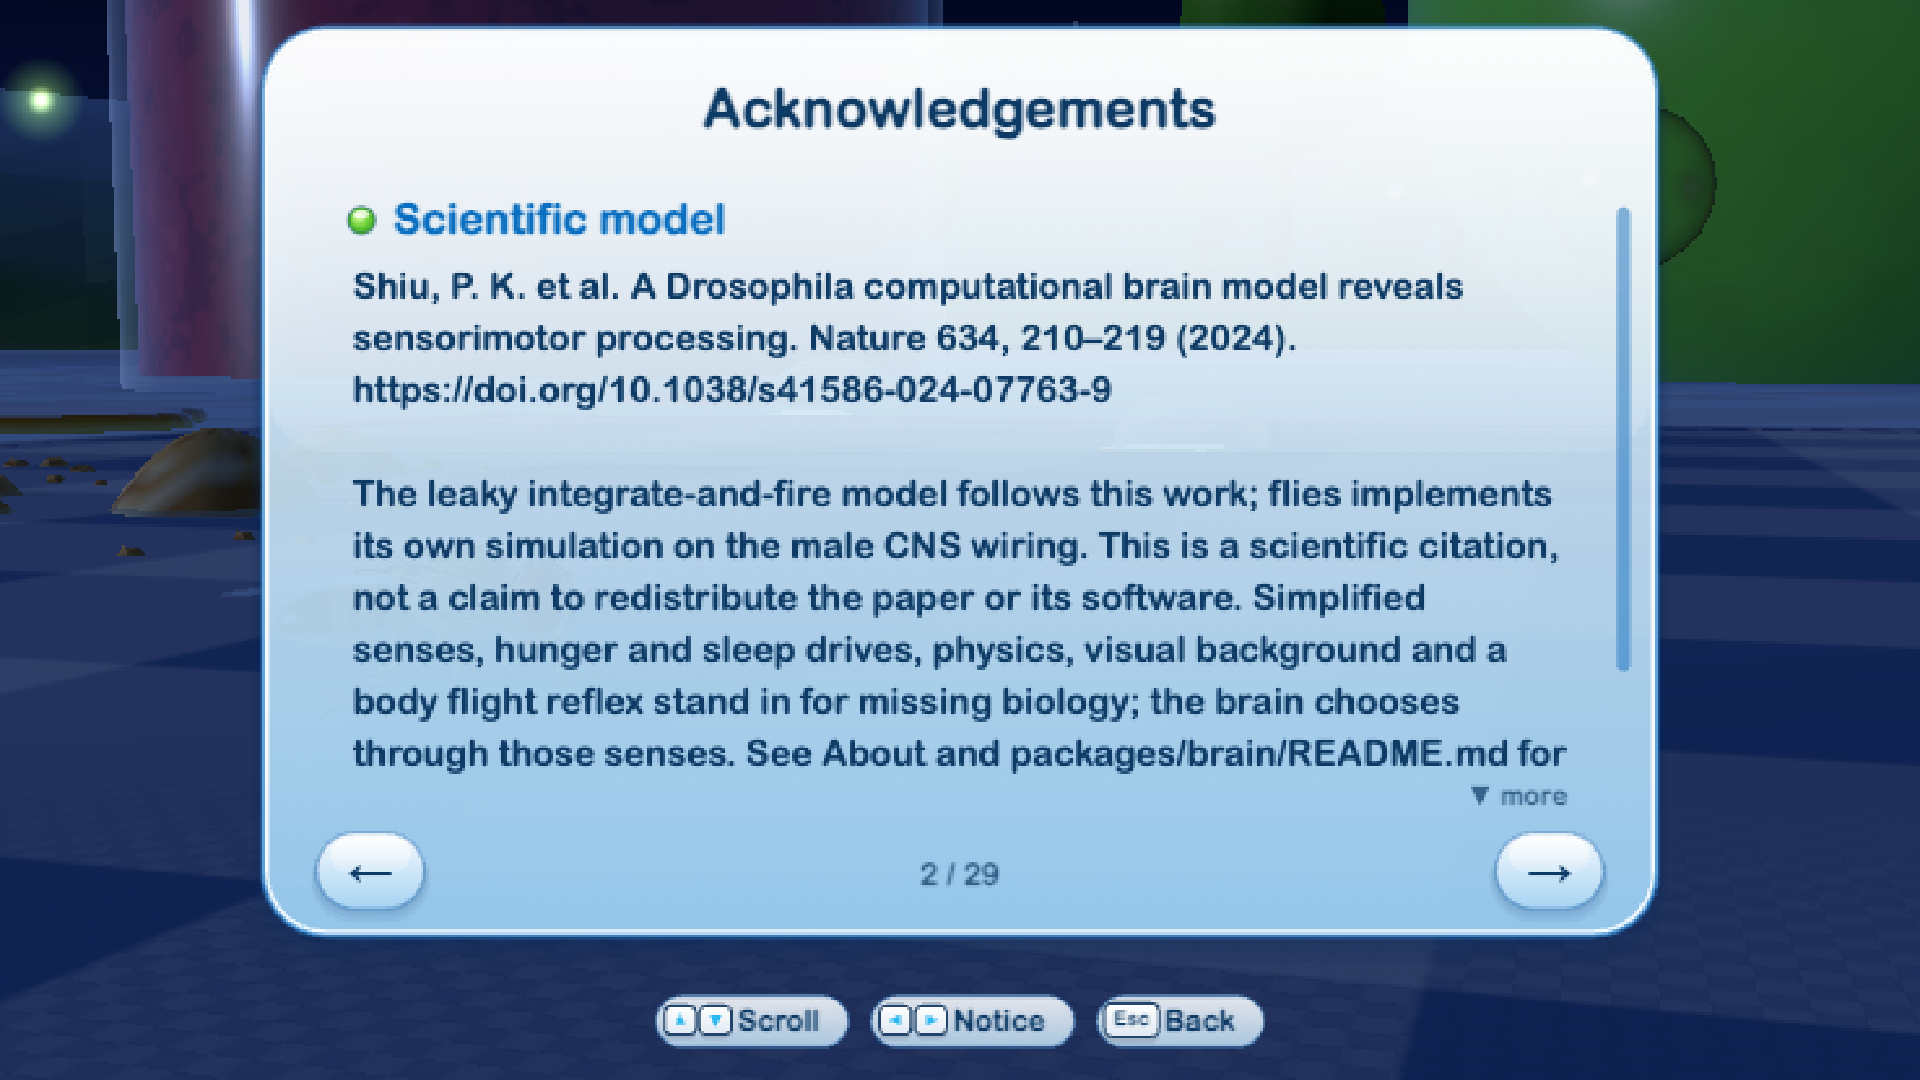 Acknowledgements
Scientific model
Shiu, P. K. et al. A Drosophila computational brain model reveals
sensorimotor processing. Nature 634, 210–219 (2024).
https://doi.org/10.1038/s41586-024-07763-9
The leaky integrate-and-fire model follows this work; flies implements
its own simulation on the male CNS wiring. This is a scientific citation,
not a claim to redistribute the paper or its software. Simplified
senses, hunger and sleep drives, physics, visual background and a
body flight reflex stand in for missing biology; the brain chooses
through those senses. See About and packages/brain/README.md for
▼ more
← 2 / 29 →
▲ ▼ Scroll ◀ ▶ Notice Esc Back